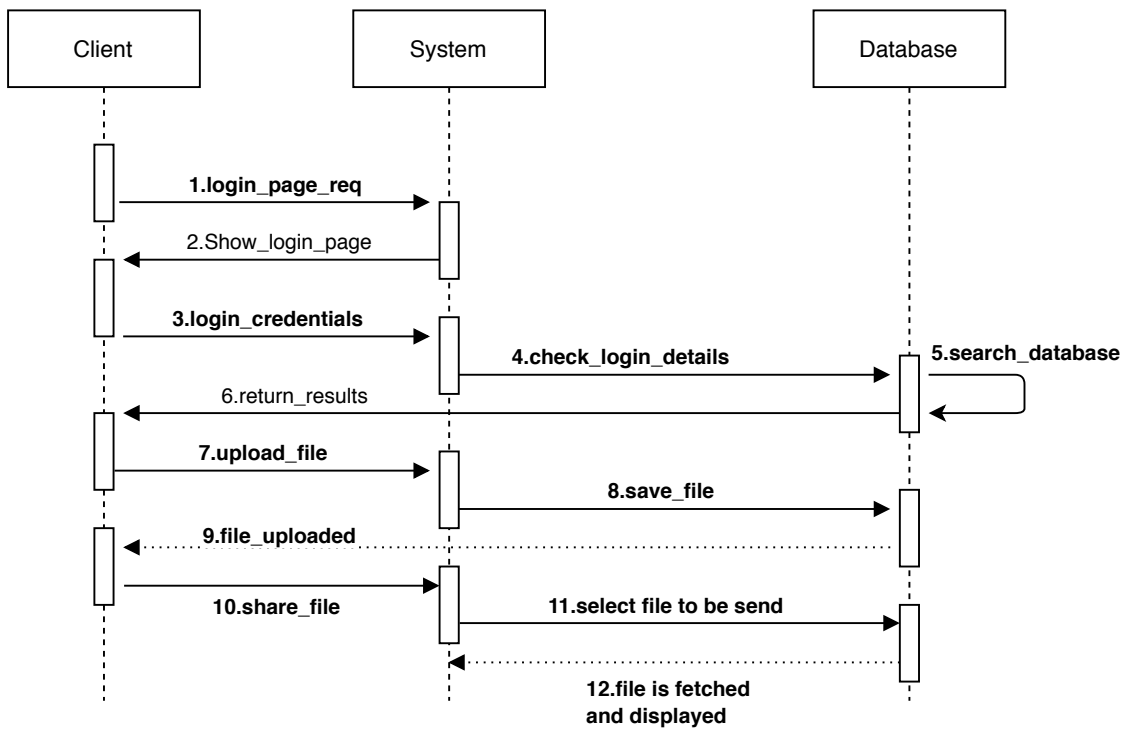 Client
System
Database
1.login_page_req
2.Show_login_page
3.login_credentials
4.check_login_details
5.search_database
6.return_results
7.upload_file
8.save_file
9.file_uploaded
10.share_file
11.select file to be send
12.file is fetched
and displayed